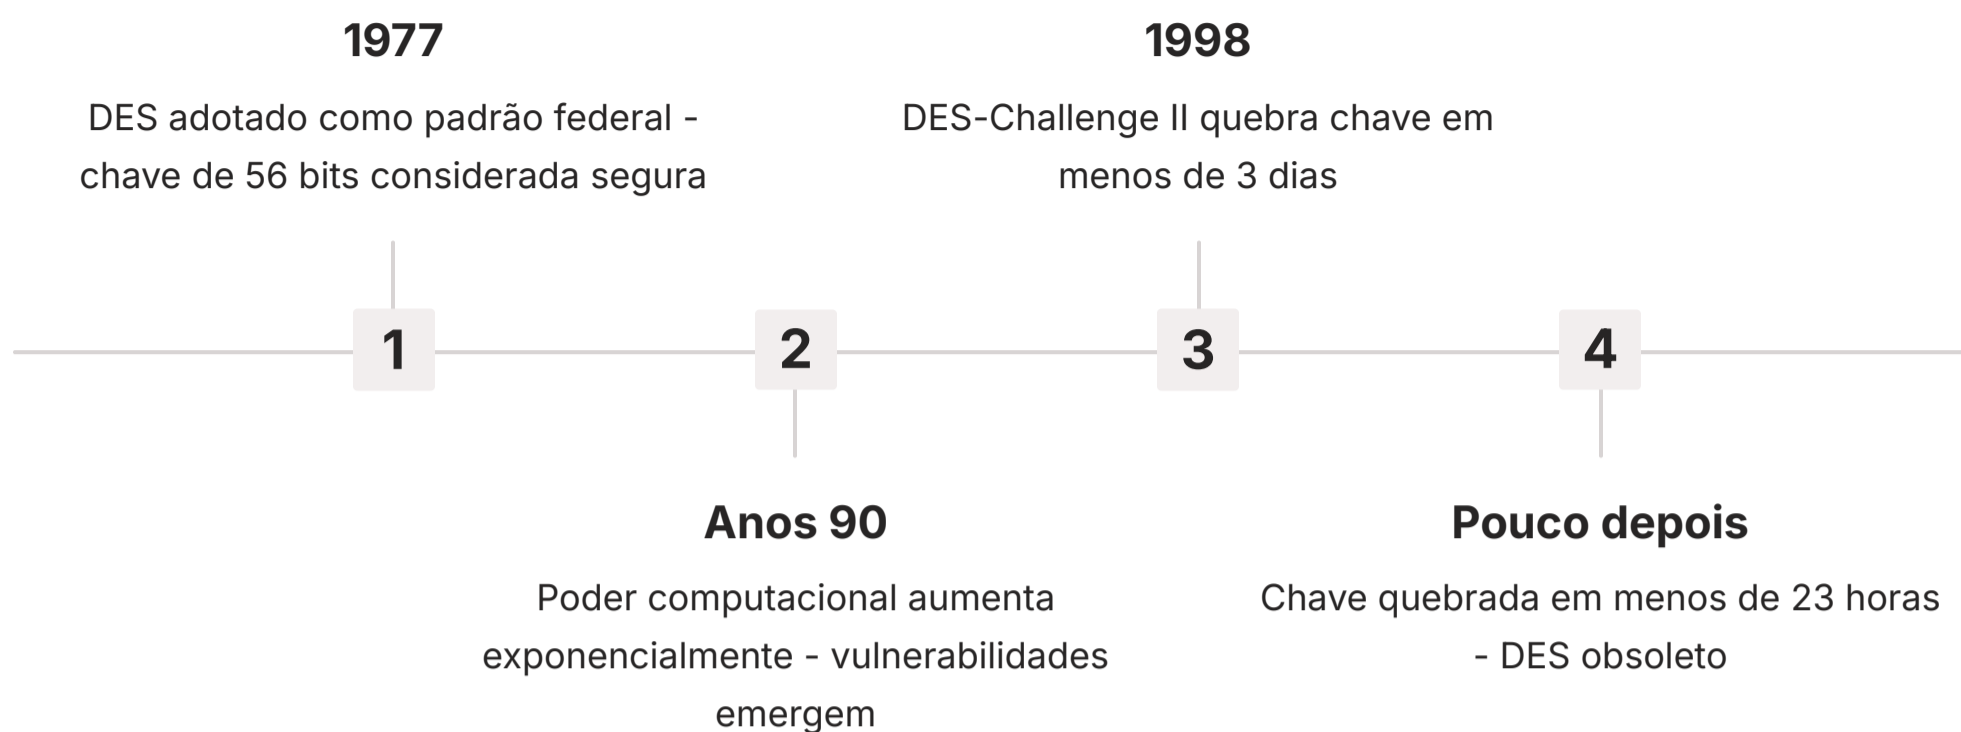 1977
DES adotado como padrão federal -
chave de 56 bits considerada segura
1998
DES-Challenge II quebra chave em
menos de 3 dias
1
2
3
4
Anos 90
Poder computacional aumenta
exponencialmente - vulnerabilidades
emergem
Pouco depois
Chave quebrada em menos de 23 horas
- DES obsoleto